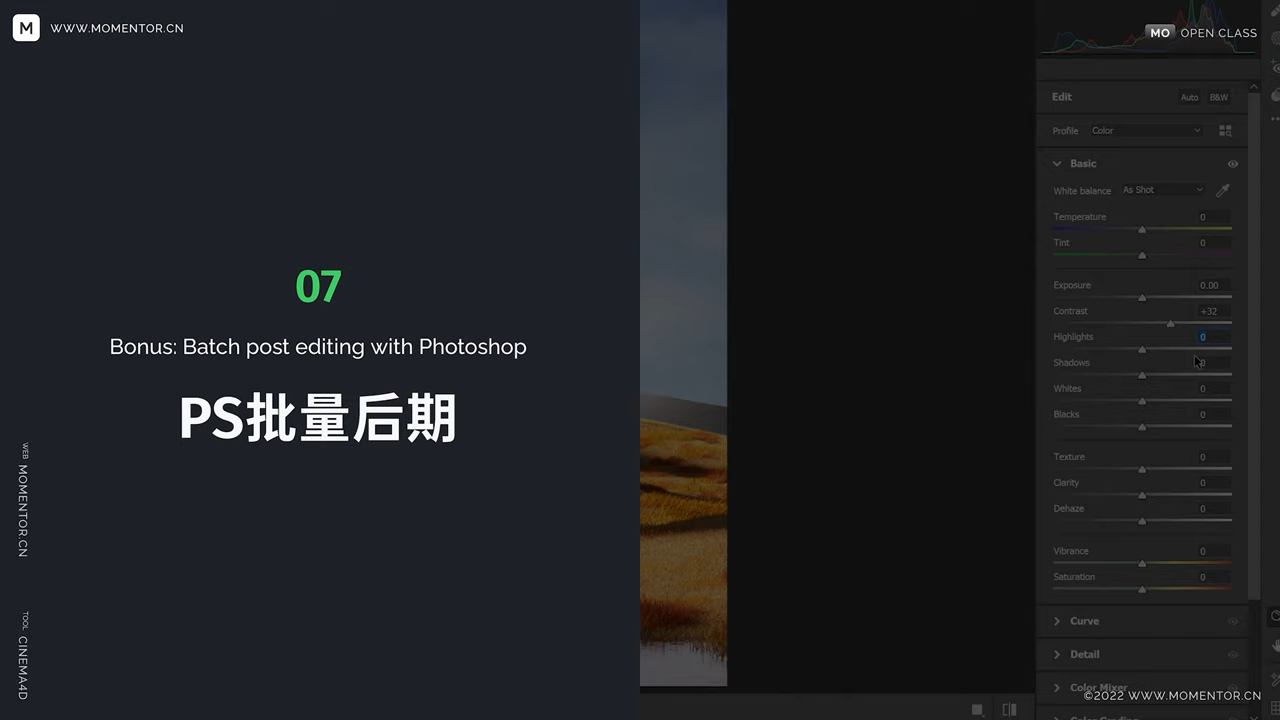 M WWW.MOMENTOR.CN
MO OPEN CLASS
07
Bonus: Batch post editing with Photoshop
PS批量后期
WEB MOMENTOR.CN
TOOL CINEMA4D
Edit Auto B&W
Profile Color
Basic
White balance As Shot
Temperature 0
Tint 0
Exposure 0.00
Contrast +32
Highlights 0
Shadows 0
Whites 0
Blacks 0
Texture 0
Clarity 0
Dehaze 0
Vibrance 0
Saturation 0
Curve
Detail
Color Mixer
©2022 WWW.MOMENTOR.CN
Color Grading